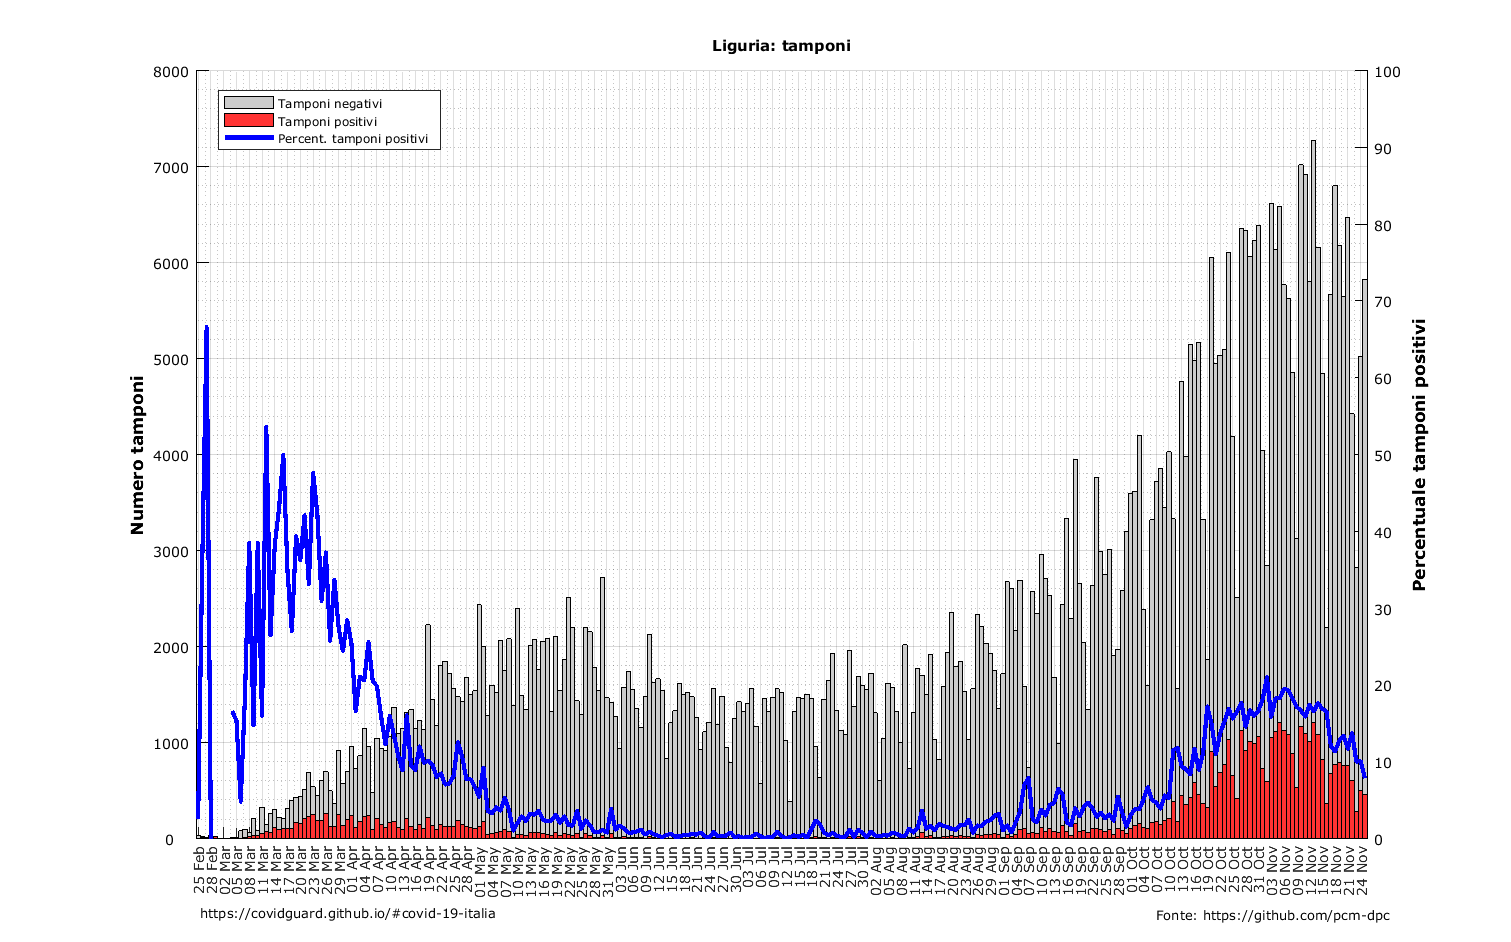 Liguria: tamponi
8000
7000
6000
5000
4000
3000
2000
1000
0
Numero tamponi
Tamponi negativi
Tamponi positivi
Percent. tamponi positivi
100
90
80
70
60
50
40
30
20
10
0
Percentuale tamponi positivi
25 Feb
28 Feb
02 Mar
05 Mar
08 Mar
11 Mar
14 Mar
17 Mar
20 Mar
23 Mar
26 Mar
29 Mar
01 Apr
04 Apr
07 Apr
10 Apr
13 Apr
16 Apr
19 Apr
22 Apr
25 Apr
28 Apr
01 May
04 May
07 May
10 May
13 May
16 May
19 May
22 May
25 May
28 May
31 May
03 Jun
06 Jun
09 Jun
12 Jun
15 Jun
18 Jun
21 Jun
24 Jun
27 Jun
30 Jun
03 Jul
06 Jul
09 Jul
12 Jul
15 Jul
18 Jul
21 Jul
24 Jul
27 Jul
30 Jul
02 Aug
05 Aug
08 Aug
11 Aug
14 Aug
17 Aug
20 Aug
23 Aug
26 Aug
29 Aug
01 Sep
04 Sep
07 Sep
10 Sep
13 Sep
16 Sep
19 Sep
22 Sep
25 Sep
28 Sep
01 Oct
04 Oct
07 Oct
10 Oct
13 Oct
16 Oct
19 Oct
22 Oct
25 Oct
28 Oct
31 Oct
03 Nov
06 Nov
09 Nov
12 Nov
15 Nov
18 Nov
21 Nov
24 Nov
https://covidguard.github.io/#covid-19-italia
Fonte: https://github.com/pcm-dpc